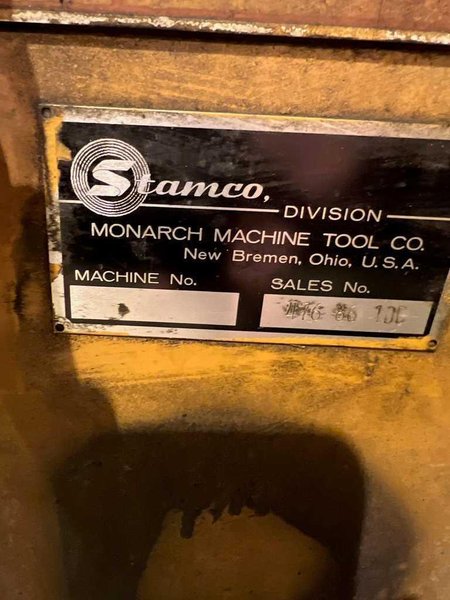 Stamco,
DIVISION
MONARCH MACHINE TOOL CO.
New Bremen, Ohio, U.S.A.
MACHINE No.
SALES No.